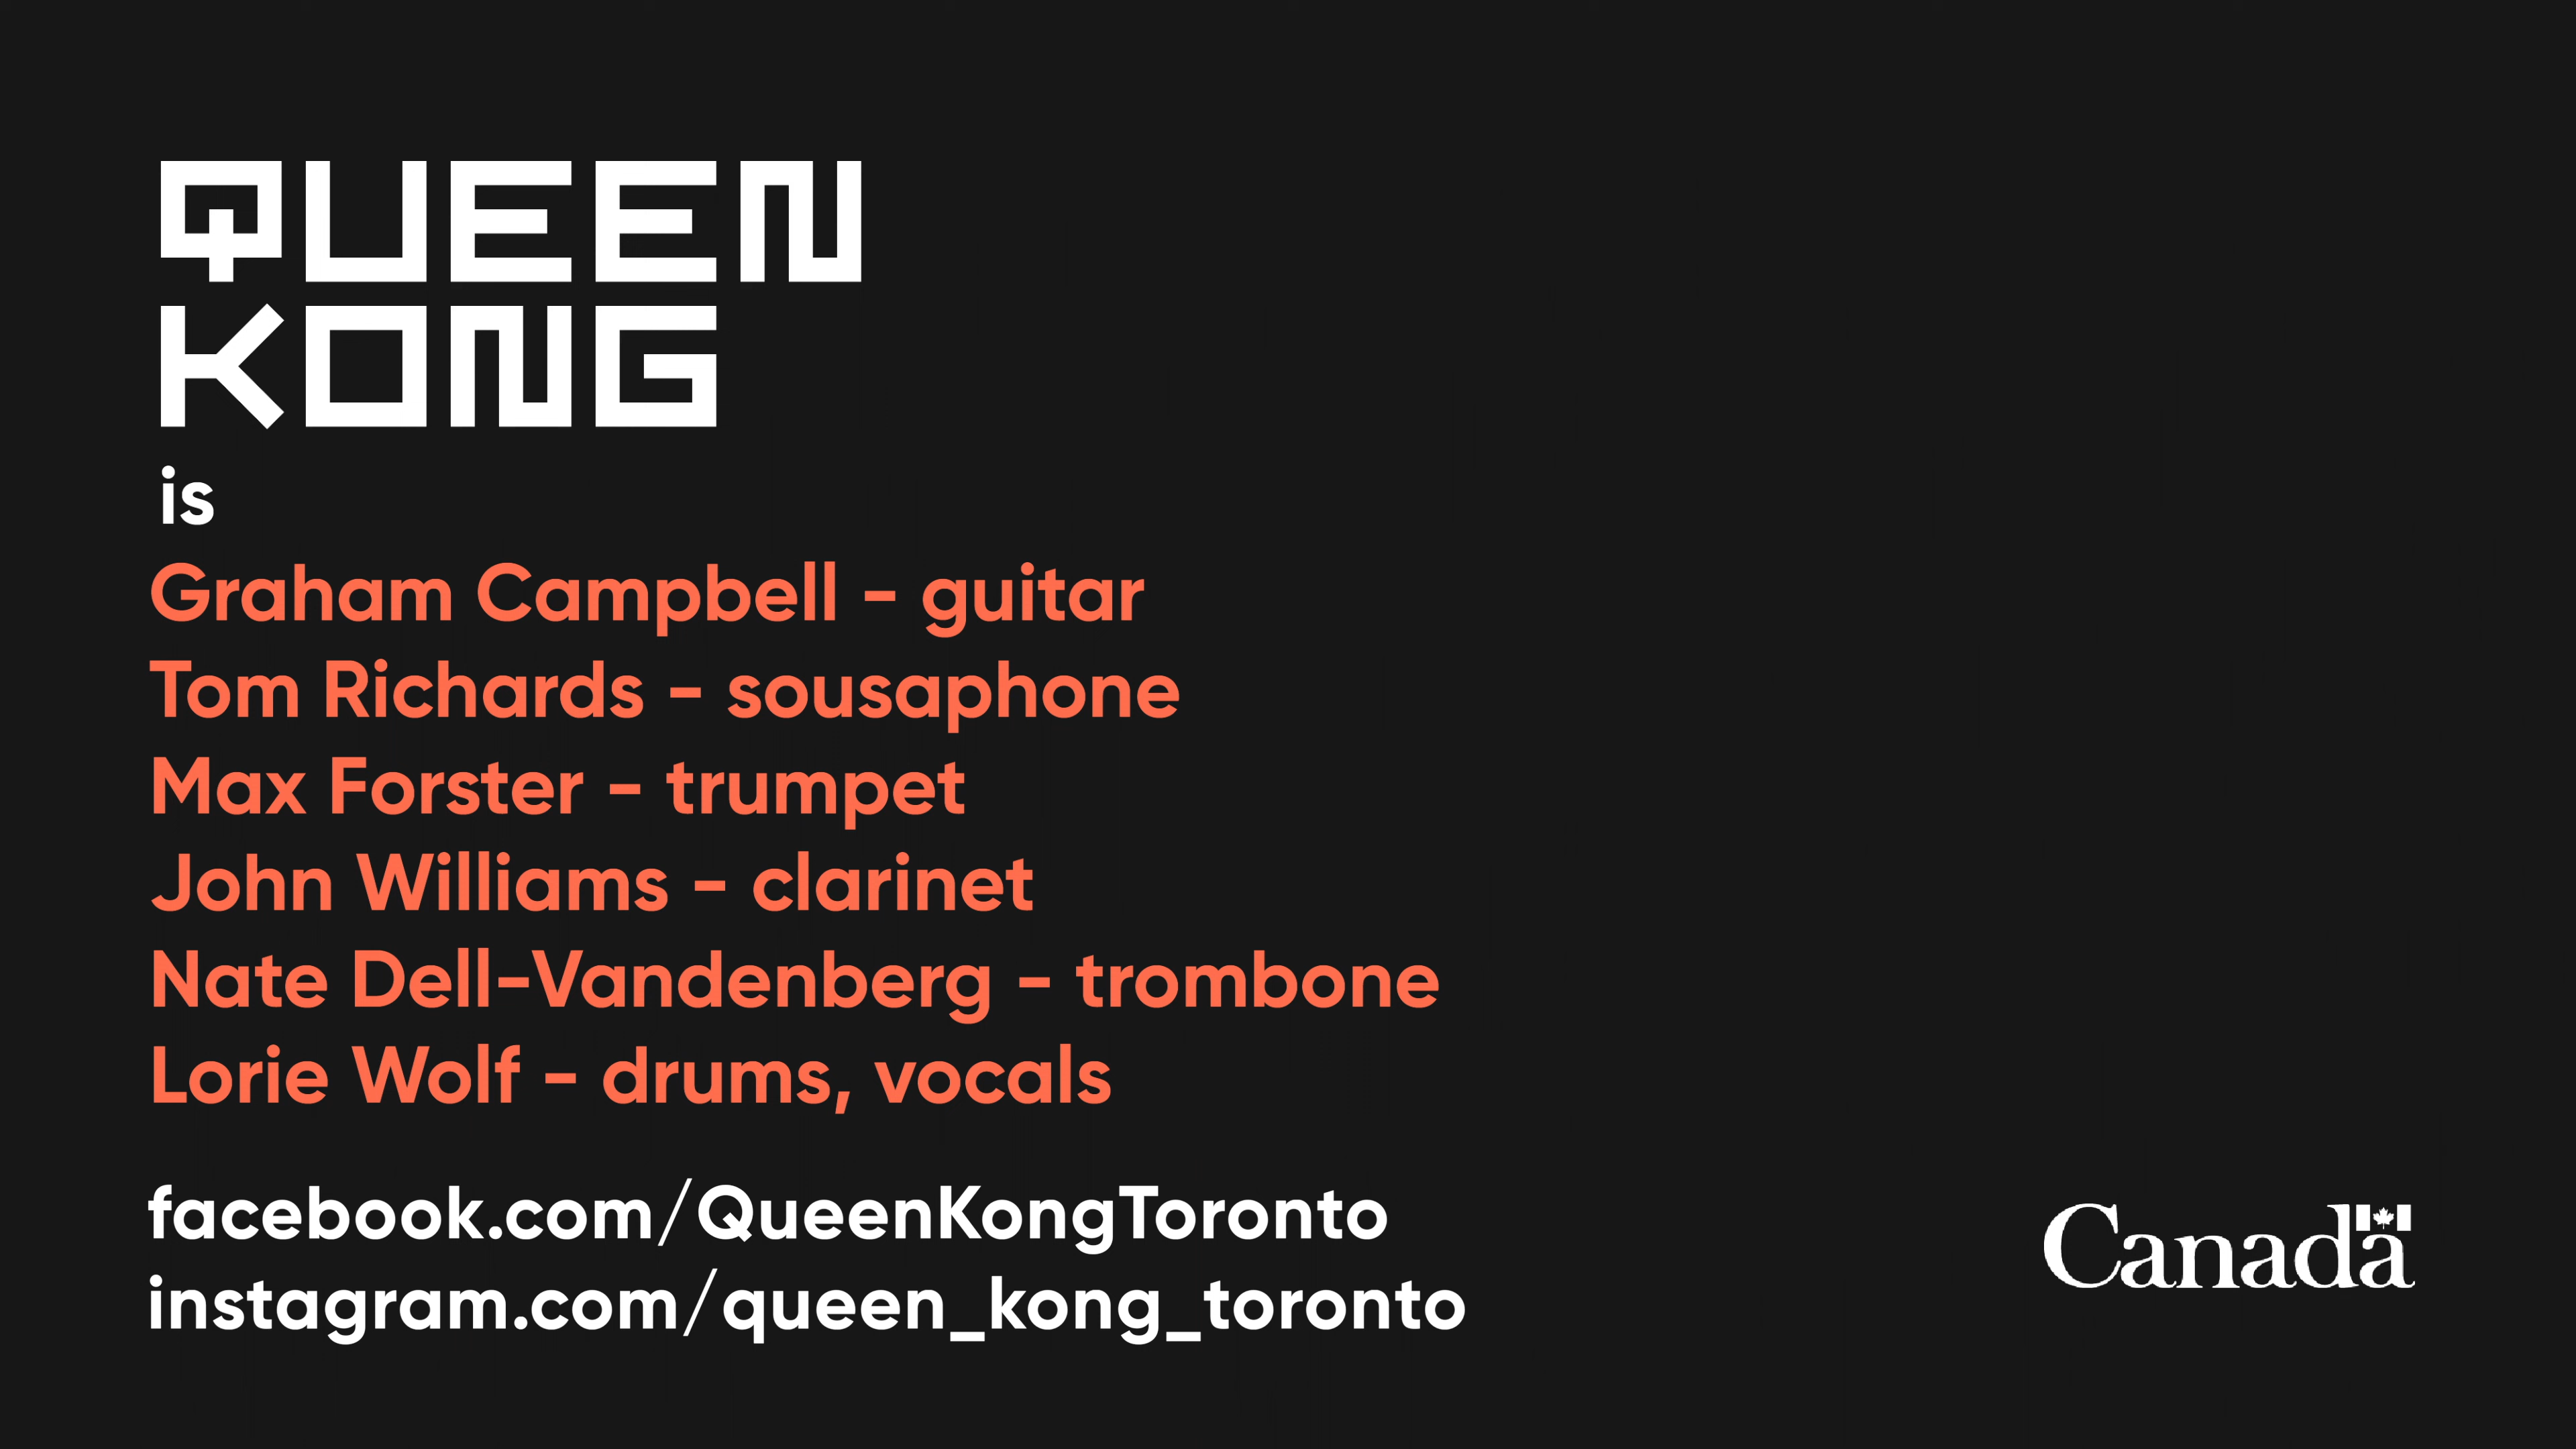 QUEEN
KONG
is
Graham Campbell - guitar
Tom Richards - sousaphone
Max Forster - trumpet
John Williams - clarinet
Nate Dell-Vandenberg - trombone
Lorie Wolf - drums, vocals
facebook.com/QueenKongToronto
instagram.com/queen_kong_toronto
Canada